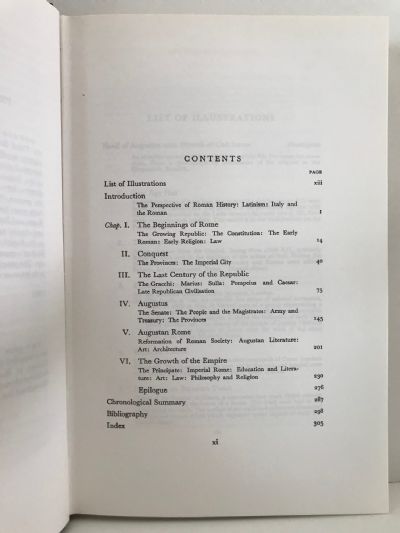 CONTENTS
PAGE
List of Illustrations xiii
Introduction
The Perspective of Roman History: Latinism: Italy and
the Roman 1
Chap. I. The Beginnings of Rome
The Growing Republic: The Constitution: The Early
Roman: Early Religion: Law 14
II. Conquest
The Provinces: The Imperial City 40
III. The Last Century of the Republic
The Gracchi: Marius: Sulla: Pompeius and Caesar:
Late Republican Civilisation 75
IV. Augustus
The Senate: The People and the Magistrates: Army and
Treasury: The Provinces 145
V. Augustan Rome
Reformation of Roman Society: Augustan Literature:
Art: Architecture 201
VI. The Growth of the Empire
The Principate: Imperial Rome: Education and Litera-
ture: Art: Law: Philosophy and Religion 230
Epilogue 276
Chronological Summary 287
Bibliography 298
Index 305
xi